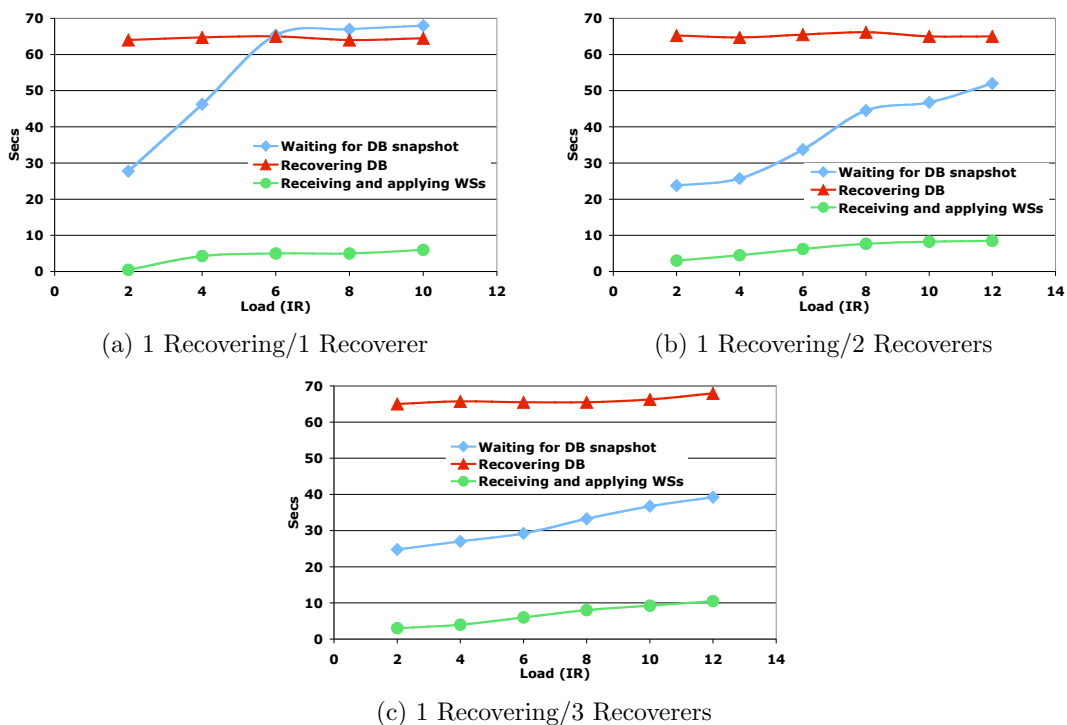 70
60
50
40
30
20
10
0
Secs
Waiting for DB snapshot
Recovering DB
Receiving and applying WSs
0 2 4 6 8 10 12
Load (IR)
(a) 1 Recovering/1 Recoverer
70
60
50
40
30
20
10
0
Secs
Waiting for DB snapshot
Recovering DB
Receiving and applying WSs
0 2 4 6 8 10 12 14
Load (IR)
(b) 1 Recovering/2 Recoverers
70
60
50
40
30
20
10
0
Secs
Waiting for DB snapshot
Recovering DB
Receiving and applying WSs
0 2 4 6 8 10 12 14
Load (IR)
(c) 1 Recovering/3 Recoverers